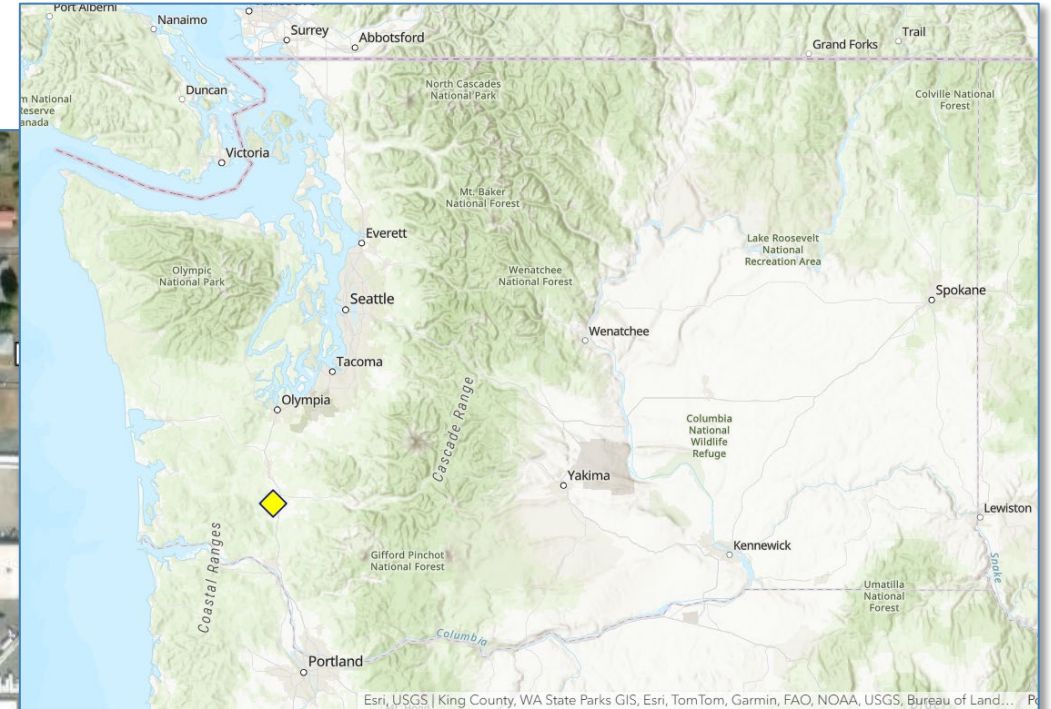 Port Alberni
Nanaimo
Surrey
Abbotsford
Grand Forks
Trail
North Cascades
National Park
Colville National
Forest
Duncan
m National
Reserve
anada
Victoria
Mt. Baker
National Forest
Everett
Olympic
National Park
Wenatchee
National Forest
Lake Roosevelt
National
Recreation Area
Seattle
Spokane
Wenatchee
Tacoma
Olympia
Cascade Range
Columbia
National
Wildlife
Refuge
Yakima
Lewiston
Coastal Ranges
Gifford Pinchot
National Forest
Kennewick
Snake
Umatilla
National
Forest
Columbia
Portland
Esri, USGS | King County, WA State Parks GIS, Esri, TomTom, Garmin, FAO, NOAA, USGS, Bureau of Land...